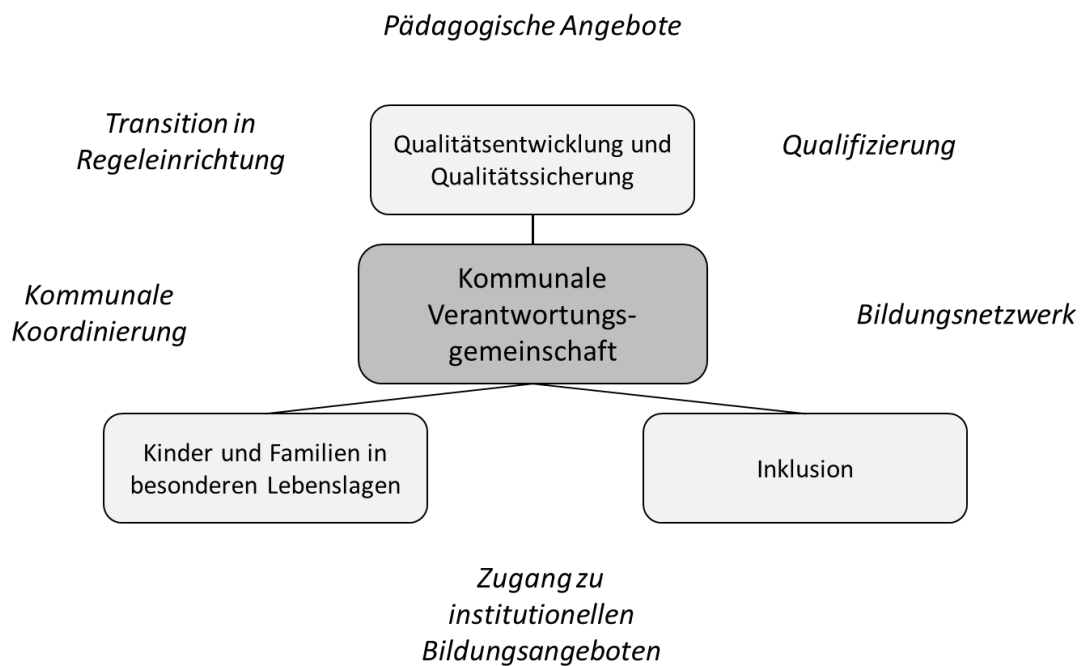 Pädagogische Angebote
Transition in
Regeleinrichtung
Qualitätsentwicklung und
Qualitätssicherung
Qualifizierung
Kommunale
Koordinierung
Kommunale
Verantwortungs-
gemeinschaft
Bildungsnetzwerk
Kinder und Familien in
besonderen Lebenslagen
Inklusion
Zugang zu
institutionellen
Bildungsangeboten